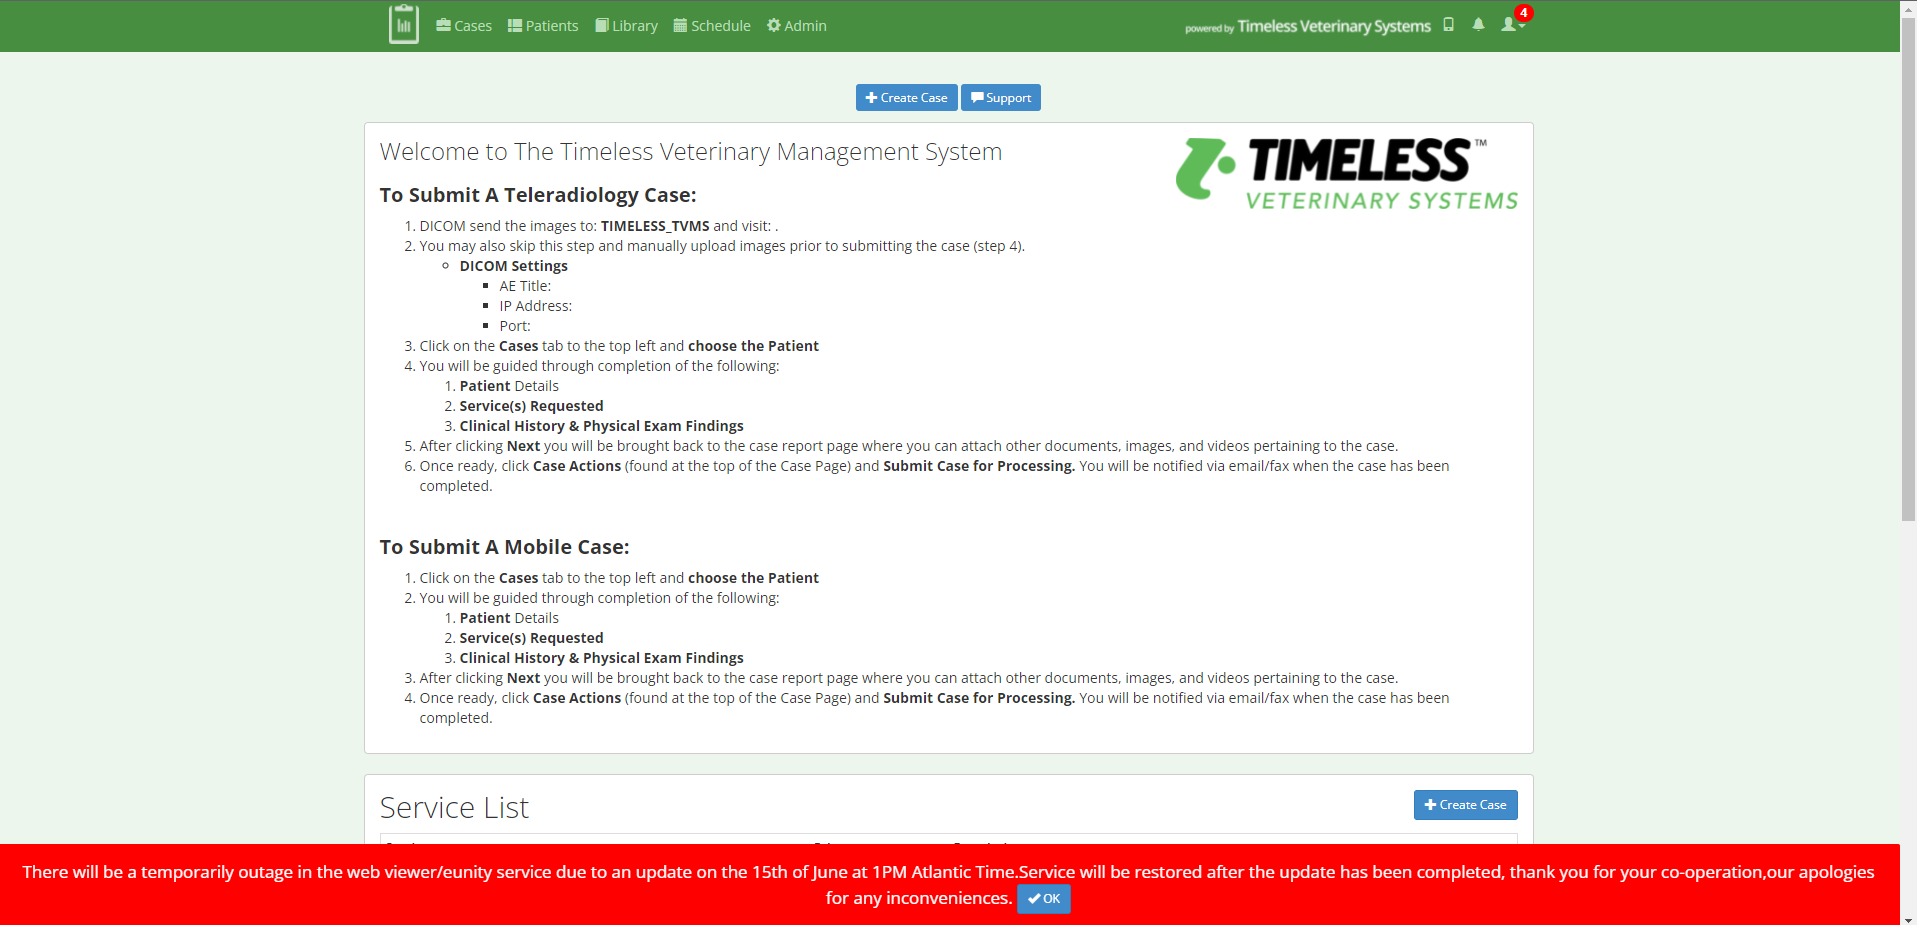 Cases Patients Library Schedule Admin powered by Timeless Veterinary Systems 4
Create Case Support
Welcome to The Timeless Veterinary Management System
TIMELESS™
VETERINARY SYSTEMS
To Submit A Teleradiology Case:
1. DICOM send the images to: TIMELESS_TVMS and visit: .
2. You may also skip this step and manually upload images prior to submitting the case (step 4).
DICOM Settings
AE Title:
IP Address:
Port:
3. Click on the Cases tab to the top left and choose the Patient
4. You will be guided through completion of the following:
1. Patient Details
2. Service(s) Requested
3. Clinical History & Physical Exam Findings
5. After clicking Next you will be brought back to the case report page where you can attach other documents, images, and videos pertaining to the case.
6. Once ready, click Case Actions (found at the top of the Case Page) and Submit Case for Processing. You will be notified via email/fax when the case has been
completed.
To Submit A Mobile Case:
1. Click on the Cases tab to the top left and choose the Patient
2. You will be guided through completion of the following:
1. Patient Details
2. Service(s) Requested
3. Clinical History & Physical Exam Findings
3. After clicking Next you will be brought back to the case report page where you can attach other documents, images, and videos pertaining to the case.
4. Once ready, click Case Actions (found at the top of the Case Page) and Submit Case for Processing. You will be notified via email/fax when the case has been
completed.
Service List
Create Case
There will be a temporarily outage in the web viewer/eunity service due to an update on the 15th of June at 1PM Atlantic Time.Service will be restored after the update has been completed, thank you for your co-operation,our apologies
for any inconveniences. OK